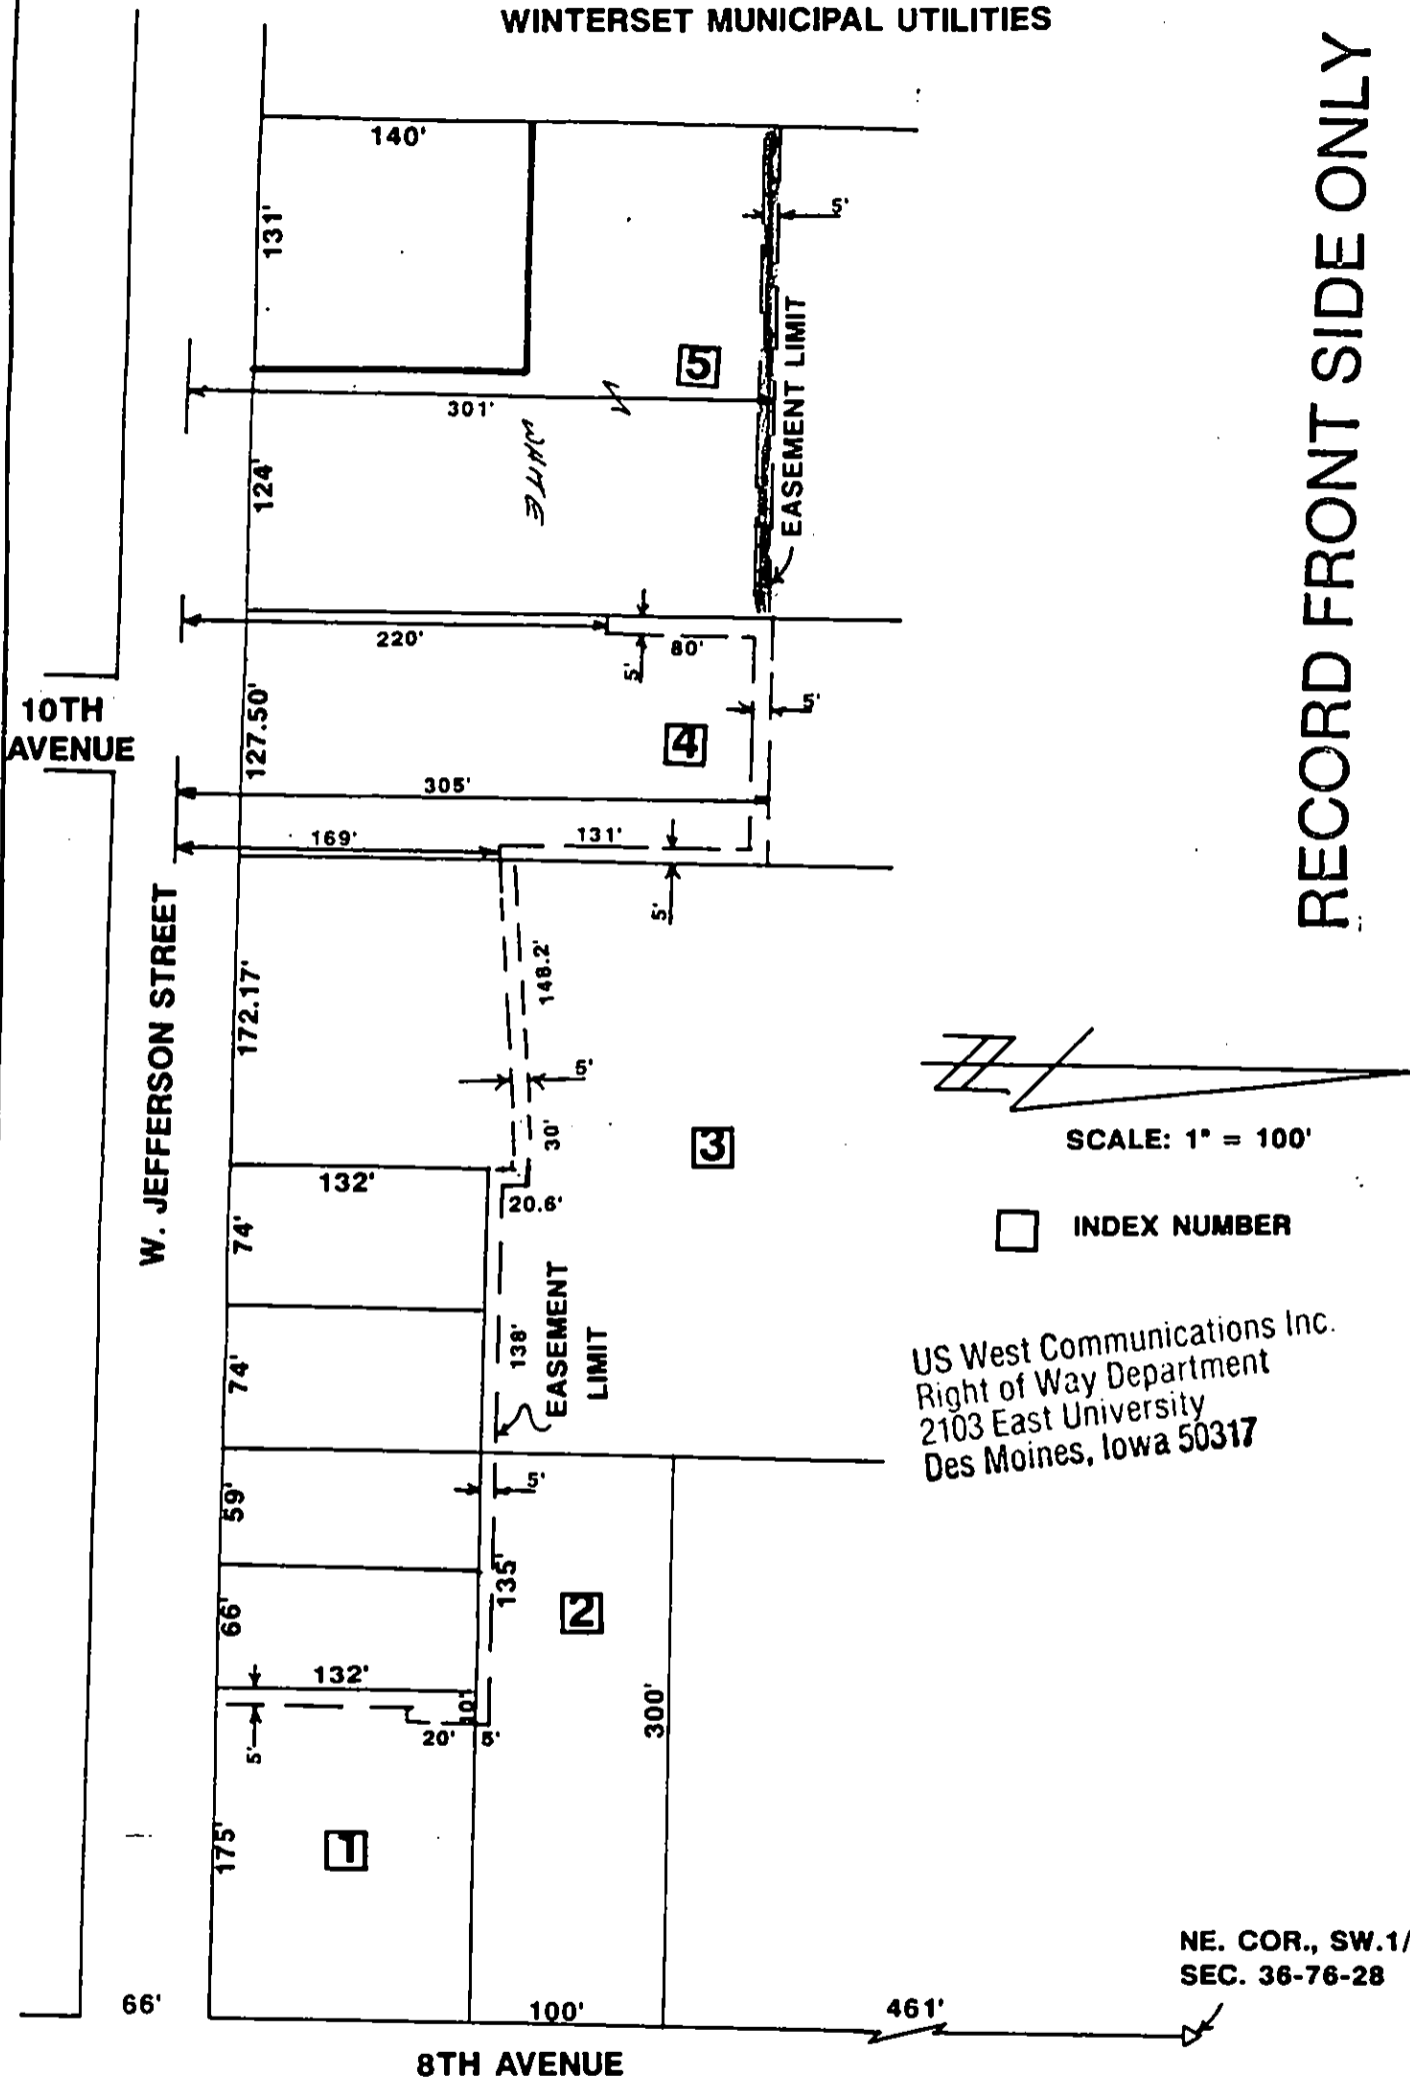 WINTERSET MUNICIPAL UTILITIES
RECORD FRONT SIDE ONLY
140'
131'
5'
EASEMENT LIMIT
5
301'
WHITE
124'
220'
80'
5'
5'
10TH
AVENUE
127.50'
4
305'
169'
131'
5'
W. JEFFERSON STREET
172.17'
148.2'
5'
30'
3
SCALE: 1" = 100'
132'
20.6'
74'
INDEX NUMBER
EASEMENT
LIMIT
138'
74'
US West Communications Inc.
Right of Way Department
2103 East University
Des Moines, Iowa 50317
59'
5'
135'
66'
2
132'
10'
20'
5'
5'
300'
175'
1
NE. COR., SW.1/
SEC. 36-76-28
66'
100'
461'
8TH AVENUE